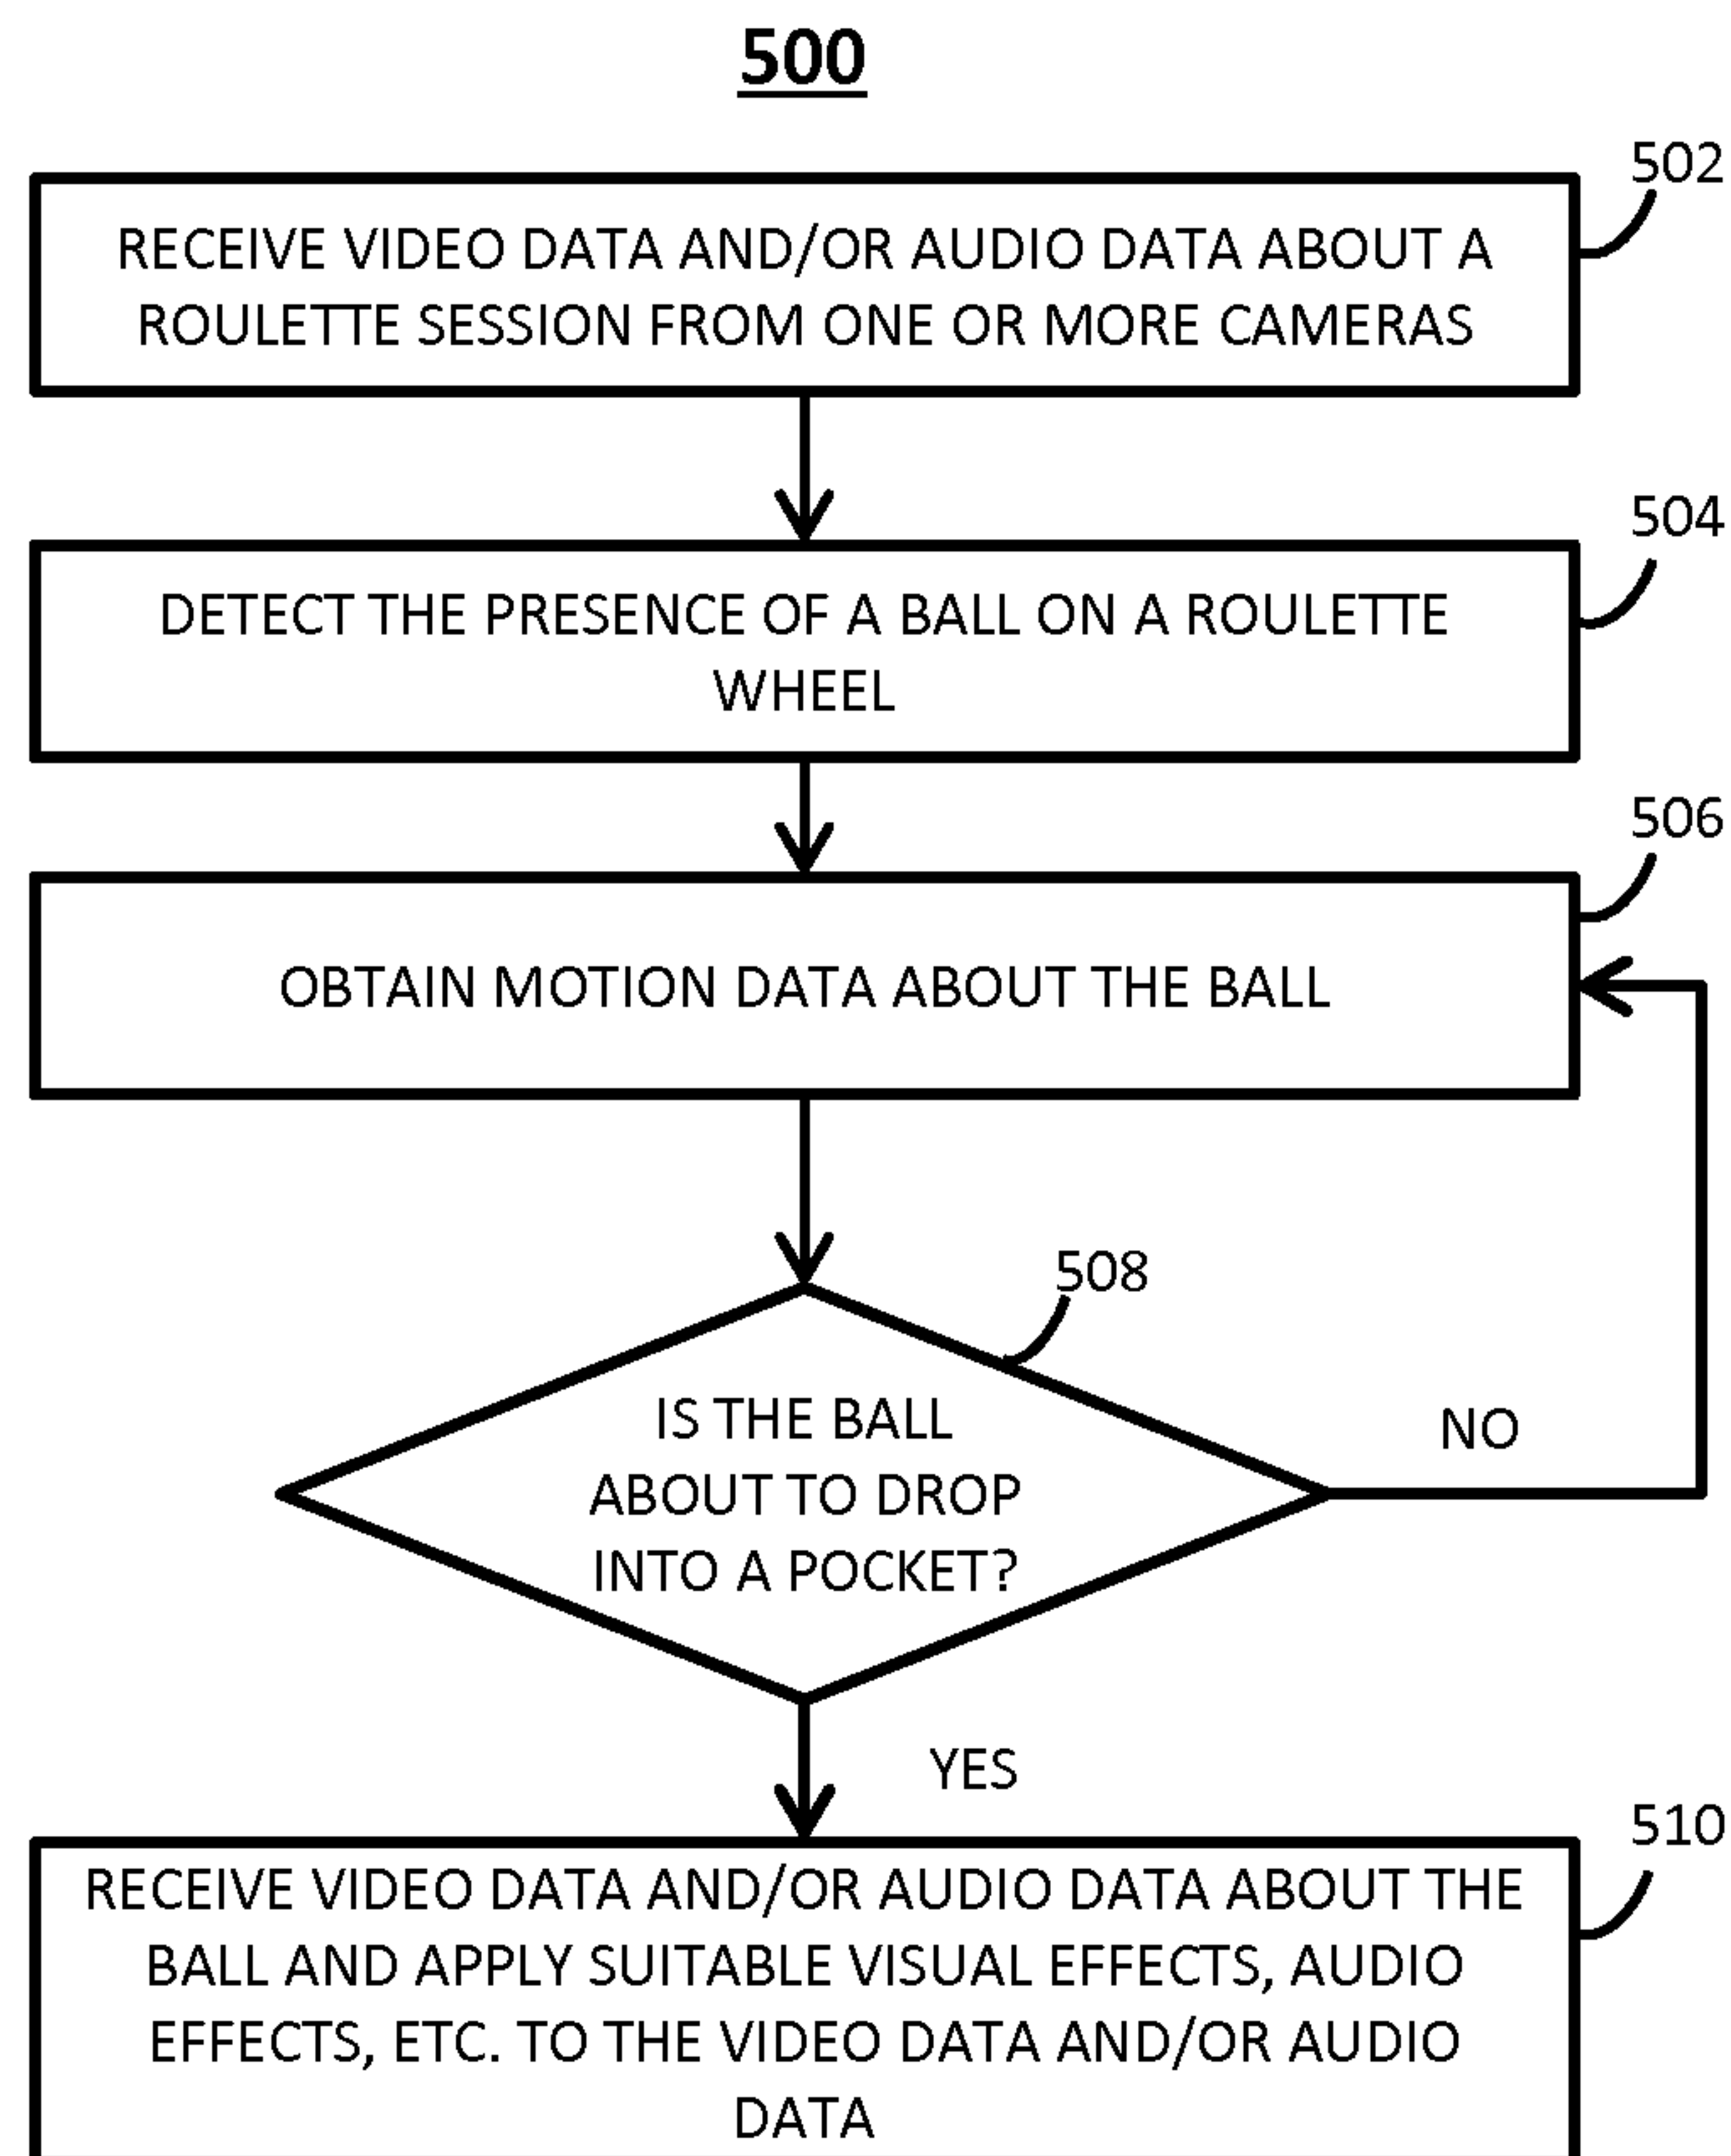 500
502
RECEIVE VIDEO DATA AND/OR AUDIO DATA ABOUT A
ROULETTE SESSION FROM ONE OR MORE CAMERAS
504
DETECT THE PRESENCE OF A BALL ON A ROULETTE
WHEEL
506
OBTAIN MOTION DATA ABOUT THE BALL
508
IS THE BALL
ABOUT TO DROP
INTO A POCKET?
NO
YES
510
RECEIVE VIDEO DATA AND/OR AUDIO DATA ABOUT THE
BALL AND APPLY SUITABLE VISUAL EFFECTS, AUDIO
EFFECTS, ETC. TO THE VIDEO DATA AND/OR AUDIO
DATA